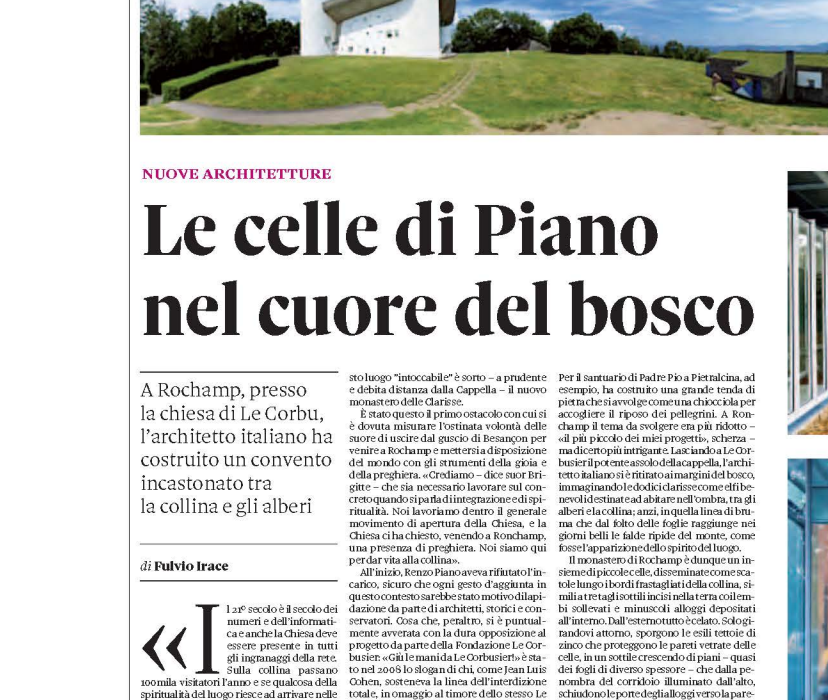 NUOVE ARCHITETTURE
Le celle di Piano
nel cuore del bosco
A Rochamp, presso
la chiesa di Le Corbu,
l'architetto italiano ha
costruito un convento
incastonato tra
la collina e gli alberi
di Fulvio Irace
«I
l 21º secolo è il secolo dei
numeri e dell'informati-
ca e anche la Chiesa deve
essere presente in tutti
gli ingranaggi della rete.
Sulla collina passano
100mila visitatori l'anno e se qualcosa della
spiritualità del luogo riesce ad arrivare nelle
sto luogo "intoccabile" è sorto – a prudente
e debita distanza dalla Cappella – il nuovo
monastero delle Clarisse.
È stato questo il primo ostacolo con cui si
è dovuta misurare l'ostinata volontà delle
suore di uscire dal guscio di Besançon per
venire a Rochamp e mettersi a disposizione
del mondo con gli strumenti della gioia e
della preghiera. «Crediamo – dice suor Bri-
gitte – che sia necessario lavorare sul con-
creto quando si parla di integrazione e di spi-
ritualità. Noi lavoriamo dentro il generale
movimento di apertura della Chiesa, e la
Chiesa ci ha chiesto, venendo a Ronchamp,
una presenza di preghiera. Noi siamo qui
per dar vita alla collina».
All'inizio, Renzo Piano aveva rifiutato l'in-
carico, sicuro che ogni gesto d'aggiunta in
questo contesto sarebbe stato motivo di lapi-
dazione da parte di architetti, storici e con-
servatori. Cosa che, peraltro, si è puntual-
mente avverata con la dura opposizione al
progetto da parte della Fondazione Le Cor-
busier: «Giù le mani da Le Corbusier!» è sta-
to nel 2006 lo slogan di chi, come Jean Luis
Cohen, sosteneva la linea dell'interdizione
totale, in omaggio al timore dello stesso Le
Per il santuario di Padre Pio a Pietralcina, ad
esempio, ha costruito una grande tenda di
pietra che si avvolge come una chiocciola per
accogliere il riposo dei pellegrini. A Ron-
champ il tema da svolgere era più ridotto –
«il più piccolo dei miei progetti», scherza –
ma di certo più intrigante. Lasciando a Le Cor-
busier il potente assolo della cappella, l'archi-
tetto italiano si è ritirato ai margini del bosco,
immaginando le dodici clarisse come elfi be-
nevoli destinate ad abitare nell'ombra, tra gli
alberi e la collina; anzi, in quella linea di bru-
ma che dal folto delle foglie raggiunge nei
giorni belli le falde ripide del monte, come
fosse l'apparizione dello spirito del luogo.
Il monastero di Rochamp è dunque un in-
sieme di piccole celle, disseminate come sca-
tole lungo i bordi frastagliati della collina, si-
mili a tre tagli sottili incisi nella terra coi lem-
bi sollevati e minuscoli alloggi depositati
all'interno. Dall'esterno tutto è celato. Solo gi-
randovi attorno, sporgono le esili tettoie di
zinco che proteggono le pareti vetrate delle
celle, in un sottile crescendo di piani – quasi
dei fogli di diverso spessore – che dalla pe-
nombra del corridoio illuminato dall'alto,
schiudono le porte degli alloggi verso la pare-